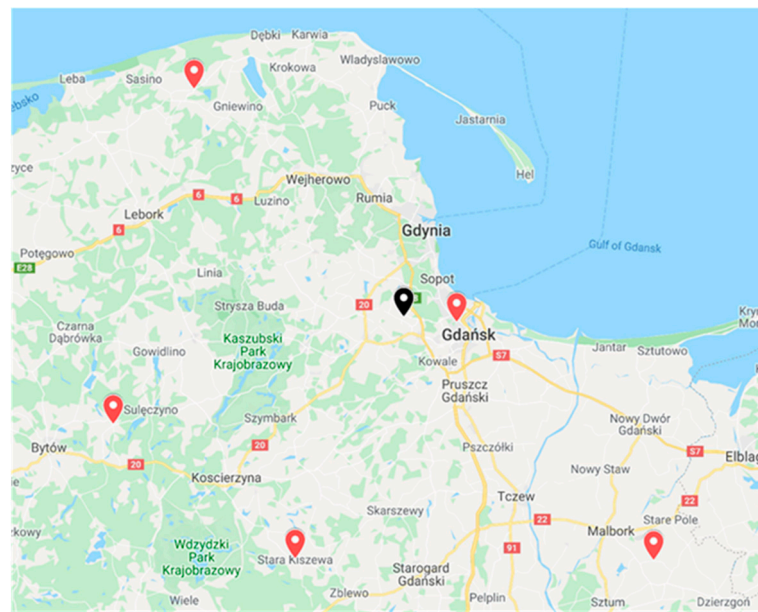 Dębki
Karwia
Władysławowo
Łeba
Sasino
Krokowa
Gniewino
Puck
Jastarnia
Hel
Wejherowo
6
6
Luzino
Rumia
Lebork
6
Gdynia
Potęgowo
E28
Gulf of Gdansk
Linia
Sopot
Strysza Buda
20
Czarna
Dąbrówka
Gowidlino
Kaszubski
Park
Krajobrazowy
Gdańsk
Jantar
Sztutowo
Kowale
S7
Pruszcz
Gdański
Sulęczyno
Szymbark
Nowy Dwór
Gdański
Bytów
20
20
Pszczółki
S7
Elbląg
Koscierzyna
Nowy Staw
Tczew
22
Skarszewy
22
Malbork
Stare Pole
Wdzydzki
Park
Krajobrazowy
Stara Kiszewa
91
Starogard
Gdański
Zblewo
Wiele
Pelplin
Sztum
Dzierzgoń